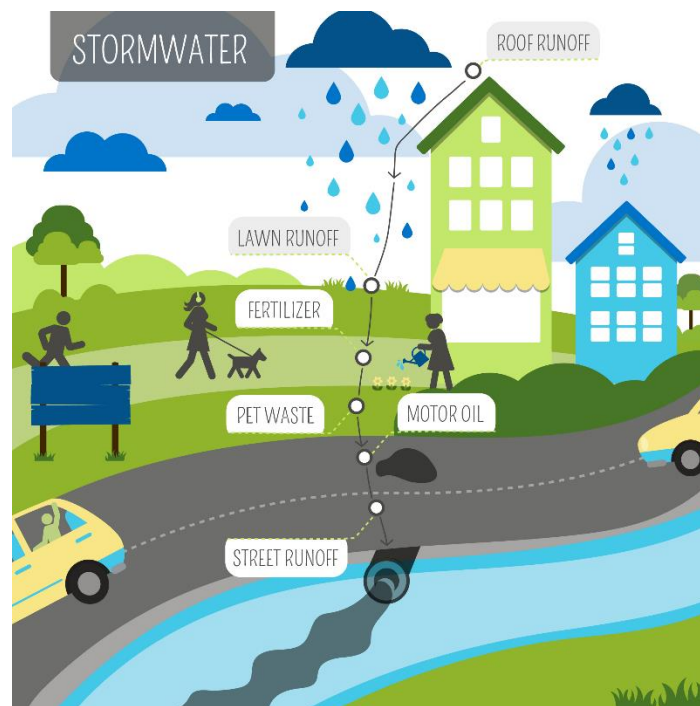 STORMWATER
ROOF RUNOFF
LAWN RUNOFF
FERTILIZER
PET WASTE
MOTOR OIL
STREET RUNOFF